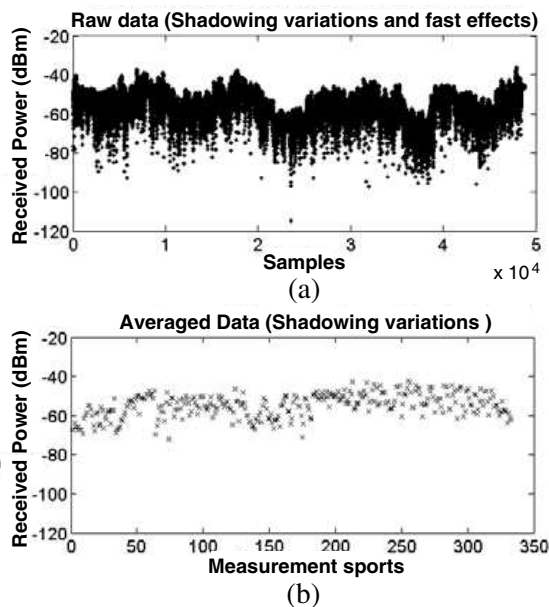 Raw data (Shadowing variations and fast effects)
Received Power (dBm)
-20
-40
-60
-80
-100
-120
0 1 2 3 4 5
x 10^4
Samples
(a)
Averaged Data (Shadowing variations )
Received Power (dBm)
-20
-40
-60
-80
-100
-120
0 50 100 150 200 250 300 350
Measurement sports
(b)